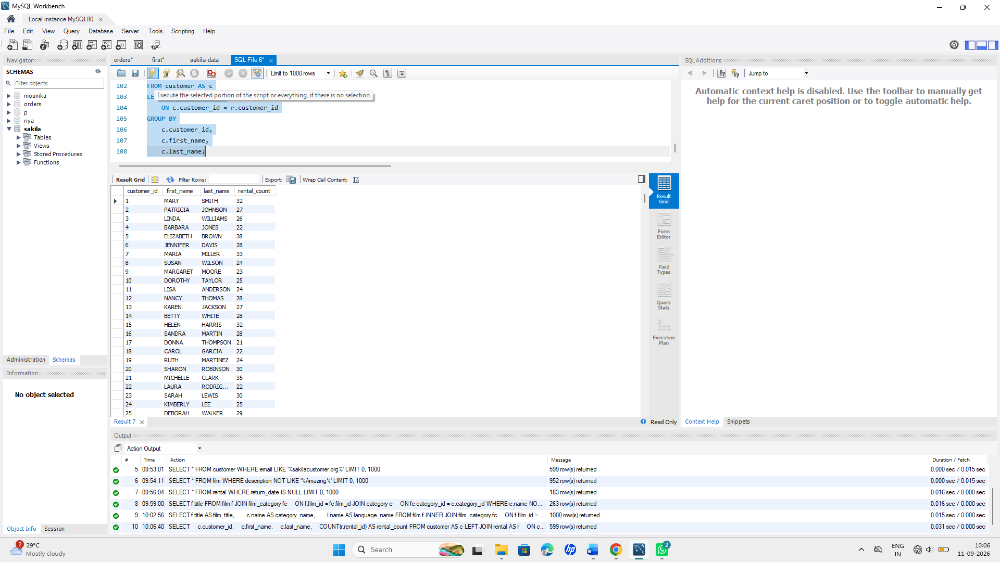 MySQL Workbench
Local instance MySQL80
File Edit View Query Database Server Tools Scripting Help
Navigator
SCHEMAS
Filter objects
mounika
orders
p
riya
sakila
Tables
Views
Stored Procedures
Functions
Administration Schemas
Information
No object selected
Object Info Session
orders* first* sakila-data SQL File 6*
Limit to 1000 rows
102 FROM customer AS c
103 LE
Execute the selected portion of the script or everything, if there is no selection
104 ON c.customer_id = r.customer_id
105 GROUP BY
106 c.customer_id,
107 c.first_name,
108 c.last_name;
Result Grid Filter Rows: Export: Wrap Cell Content:
customer_id first_name last_name rental_count
1 MARY SMITH 32
2 PATRICIA JOHNSON 27
3 LINDA WILLIAMS 26
4 BARBARA JONES 22
5 ELIZABETH BROWN 38
6 JENNIFER DAVIS 28
7 MARIA MILLER 33
8 SUSAN WILSON 24
9 MARGARET MOORE 23
10 DOROTHY TAYLOR 25
11 LISA ANDERSON 24
12 NANCY THOMAS 28
13 KAREN JACKSON 27
14 BETTY WHITE 28
15 HELEN HARRIS 32
16 SANDRA MARTIN 28
17 DONNA THOMPSON 21
18 CAROL GARCIA 22
19 RUTH MARTINEZ 24
20 SHARON ROBINSON 30
21 MICHELLE CLARK 35
22 LAURA RODRIG... 22
23 SARAH LEWIS 30
24 KIMBERLY LEE 25
25 DEBORAH WALKER 29
Result Grid
Form Editor
Field Types
Query Stats
Execution Plan
Result 7
Read Only
SQLAdditions
Jump to
Automatic context help is disabled. Use the toolbar to manually get
help for the current caret position or to toggle automatic help.
Context Help Snippets
Output
Action Output
# Time Action Message Duration / Fetch
5 09:53:01 SELECT * FROM customer WHERE email LIKE '%sakilacustomer.org%' LIMIT 0, 1000 599 row(s) returned 0.000 sec / 0.015 sec
6 09:54:11 SELECT * FROM film WHERE description NOT LIKE '%Amazing%' LIMIT 0, 1000 952 row(s) returned 0.000 sec / 0.015 sec
7 09:56:04 SELECT * FROM rental WHERE return_date IS NULL LIMIT 0, 1000 183 row(s) returned 0.016 sec / 0.000 sec
8 09:59:00 SELECT f.title FROM film f JOIN film_category fc ON f.film_id = fc.film_id JOIN category c ON fc.category_id = c.category_id WHERE c.name NO... 263 row(s) returned 0.016 sec / 0.000 sec
9 10:02:56 SELECT f.title AS film_title, c.name AS category_name, l.name AS language_name FROM film f INNER JOIN film_category fc ON f.film_id = ... 1000 row(s) returned 0.015 sec / 0.000 sec
10 10:06:40 SELECT c.customer_id, c.first_name, c.last_name, COUNT(r.rental_id) AS rental_count FROM customer AS c LEFT JOIN rental AS r ON c... 599 row(s) returned 0.031 sec / 0.000 sec
2
29°C
Mostly cloudy
Search
2
ENG
IN
10:06
11-09-2026